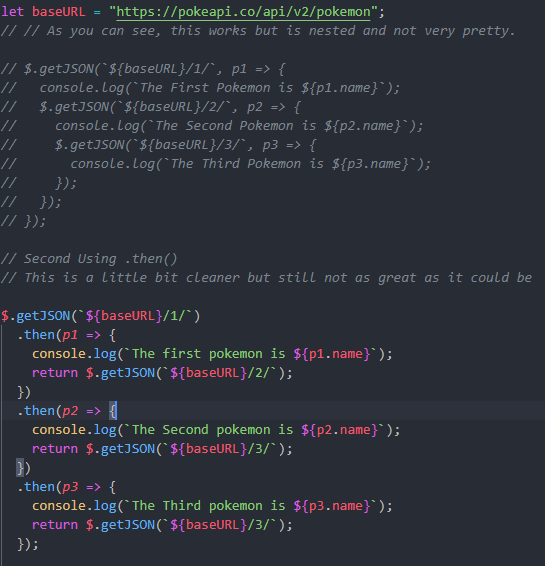 let baseURL = "https://pokeapi.co/api/v2/pokemon";
// // As you can see, this works but is nested and not very pretty.
// $.getJSON(`${baseURL}/1/`, p1 => {
//   console.log(`The First Pokemon is ${p1.name}`);
//   $.getJSON(`${baseURL}/2/`, p2 => {
//     console.log(`The Second Pokemon is ${p2.name}`);
//     $.getJSON(`${baseURL}/3/`, p3 => {
//       console.log(`The Third Pokemon is ${p3.name}`);
//     });
//   });
// });
// Second Using .then()
// This is a little bit cleaner but still not as great as it could be
$.getJSON(`${baseURL}/1/`)
  .then(p1 => {
    console.log(`The first pokemon is ${p1.name}`);
    return $.getJSON(`${baseURL}/2/`);
  })
  .then(p2 => {
    console.log(`The Second pokemon is ${p2.name}`);
    return $.getJSON(`${baseURL}/3/`);
  })
  .then(p3 => {
    console.log(`The Third pokemon is ${p3.name}`);
    return $.getJSON(`${baseURL}/3/`);
  });